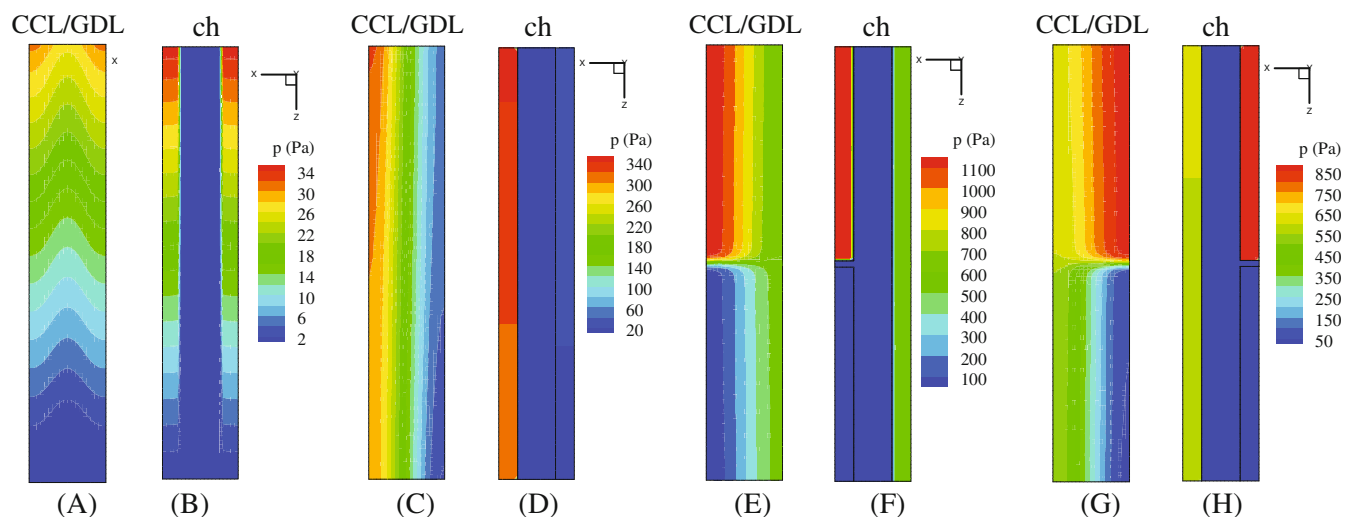 CCL/GDL ch CCL/GDL ch CCL/GDL ch CCL/GDL ch
x
x Y
z
p (Pa)
34
30
26
22
18
14
10
6
2
x Y
z
p (Pa)
340
300
260
220
180
140
100
60
20
x Y
z
p (Pa)
1100
1000
900
800
700
600
500
400
300
200
100
x Y
z
p (Pa)
850
750
650
550
450
350
250
150
50
(A) (B) (C) (D) (E) (F) (G) (H)